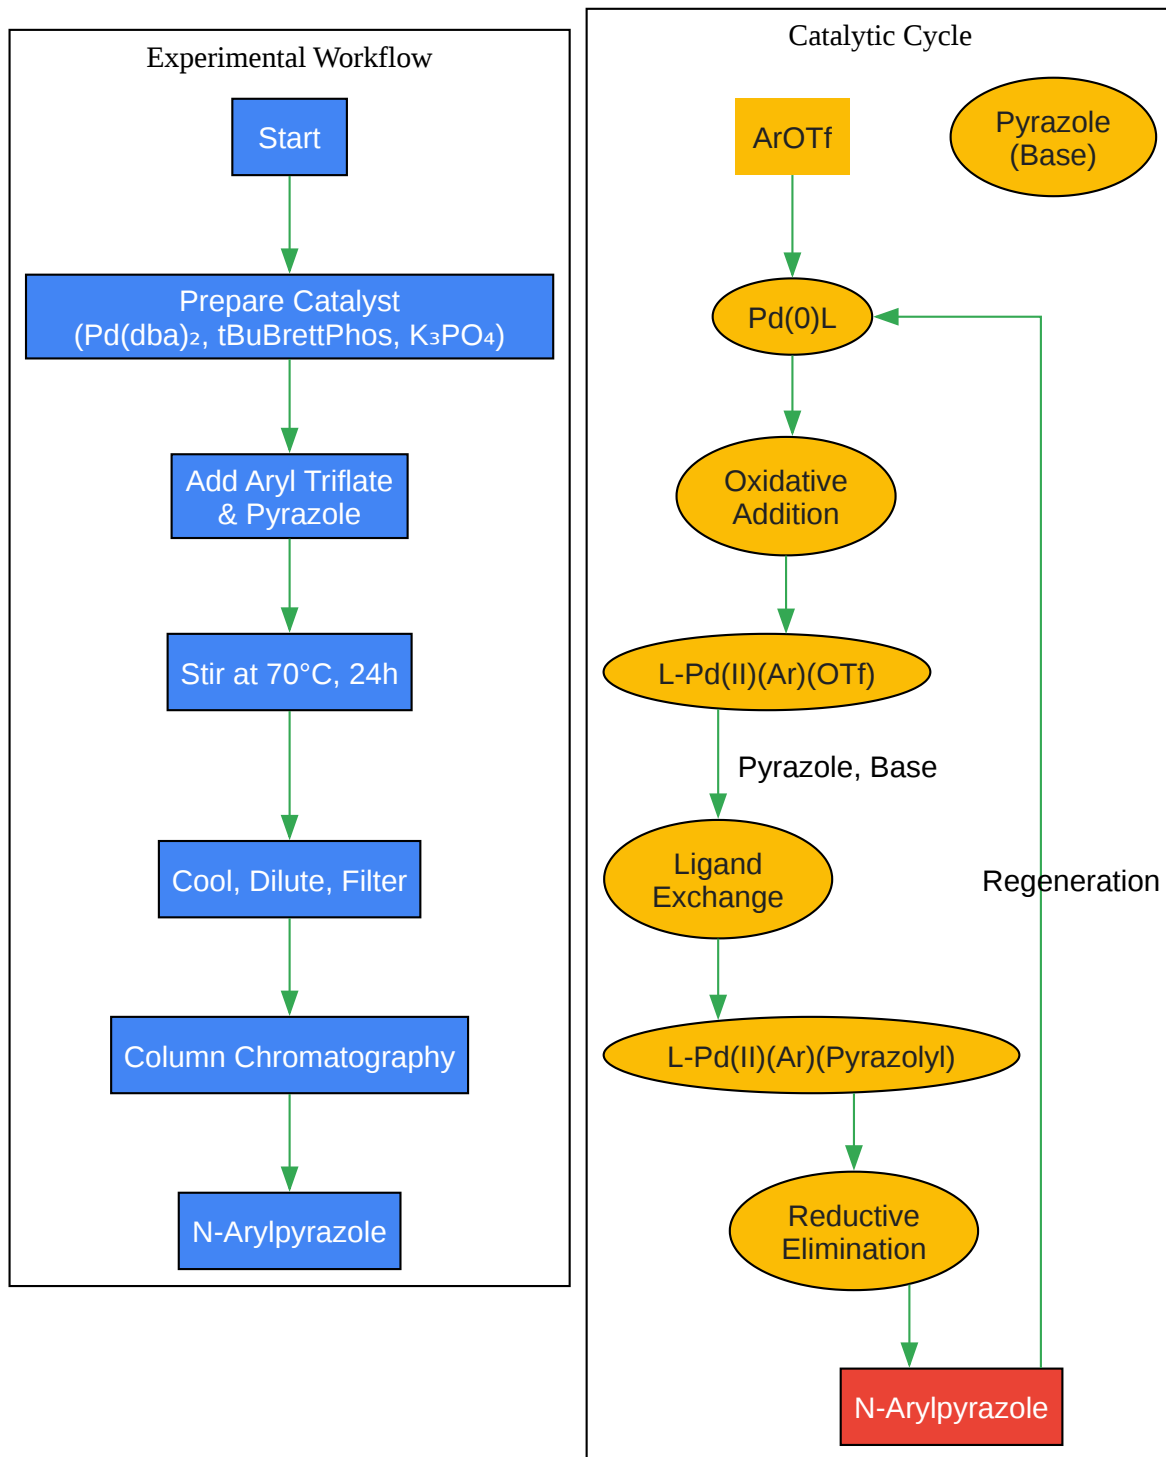 Experimental Workflow
Start
Prepare Catalyst
(Pd(dba)₂, tBuBrettPhos, K₃PO₄)
Add Aryl Triflate
& Pyrazole
Stir at 70°C, 24h
Cool, Dilute, Filter
Column Chromatography
N-Arylpyrazole
Catalytic Cycle
ArOTf
Pyrazole
(Base)
Pd(0)L
Oxidative
Addition
L-Pd(II)(Ar)(OTf)
Pyrazole, Base
Ligand
Exchange
Regeneration
L-Pd(II)(Ar)(Pyrazolyl)
Reductive
Elimination
N-Arylpyrazole